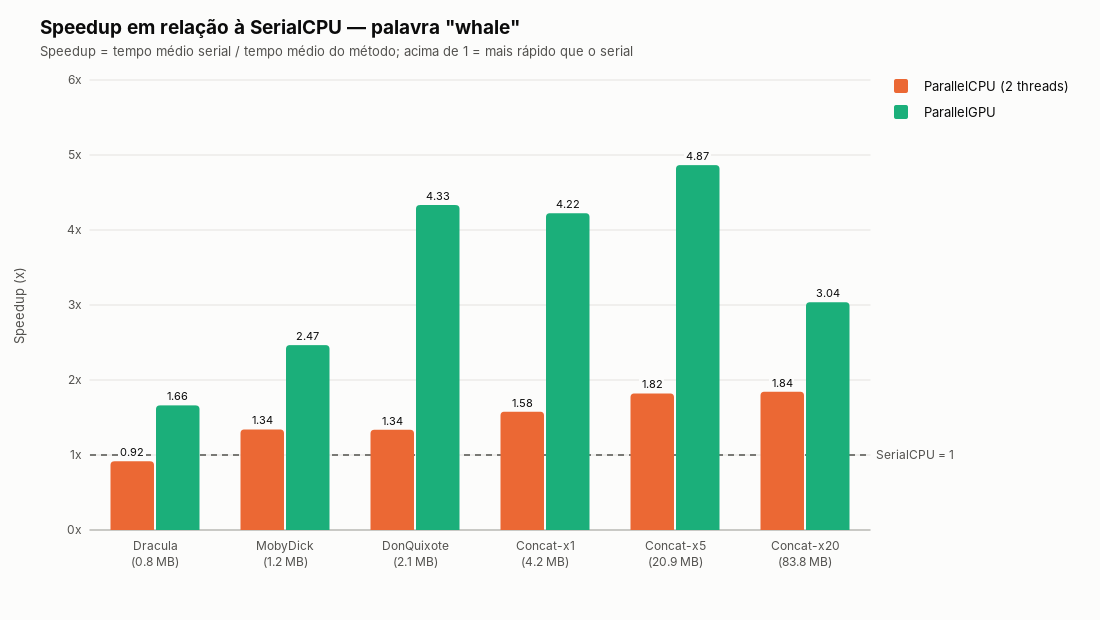 Speedup em relação à SerialCPU — palavra "whale"
Speedup = tempo médio serial / tempo médio do método; acima de 1 = mais rápido que o serial
ParallelCPU (2 threads)
ParallelGPU
Speedup (x)
6x
5x
4x
3x
2x
1x
0x
0.92
1.66
1.34
2.47
1.34
4.33
1.58
4.22
1.82
4.87
1.84
3.04
SerialCPU = 1
Dracula
(0.8 MB)
MobyDick
(1.2 MB)
DonQuixote
(2.1 MB)
Concat-x1
(4.2 MB)
Concat-x5
(20.9 MB)
Concat-x20
(83.8 MB)